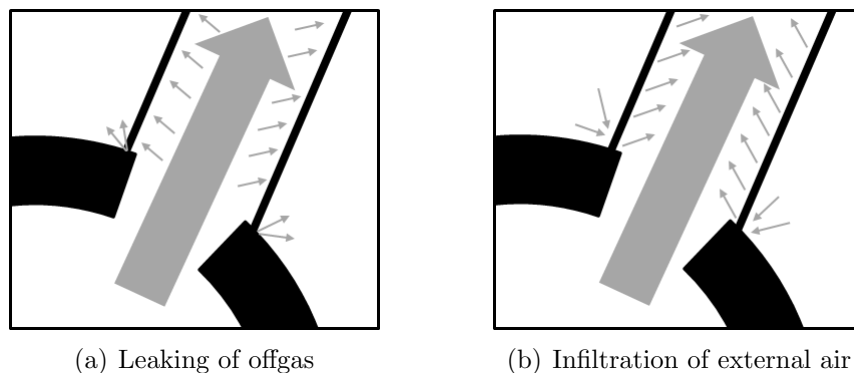 (a) Leaking of offgas
(b) Infiltration of external air